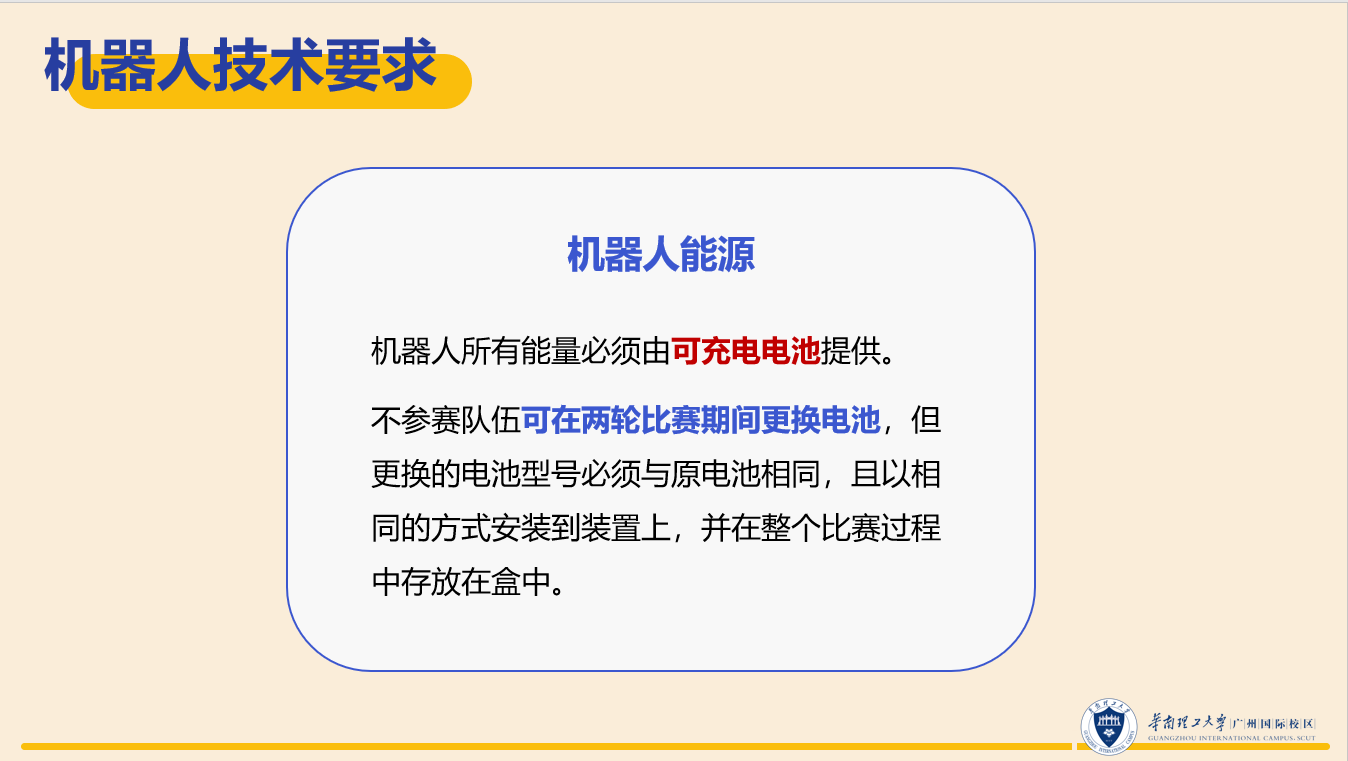 机器人技术要求
机器人能源
机器人所有能量必须由可充电电池提供。
不参赛队伍可在两轮比赛期间更换电池，但
更换的电池型号必须与原电池相同，且以相
同的方式安装到装置上，并在整个比赛过程
中存放在盒中。
华南理工大学 广州国际校区
GUANGZHOU INTERNATIONAL CAMPUS, SCUT